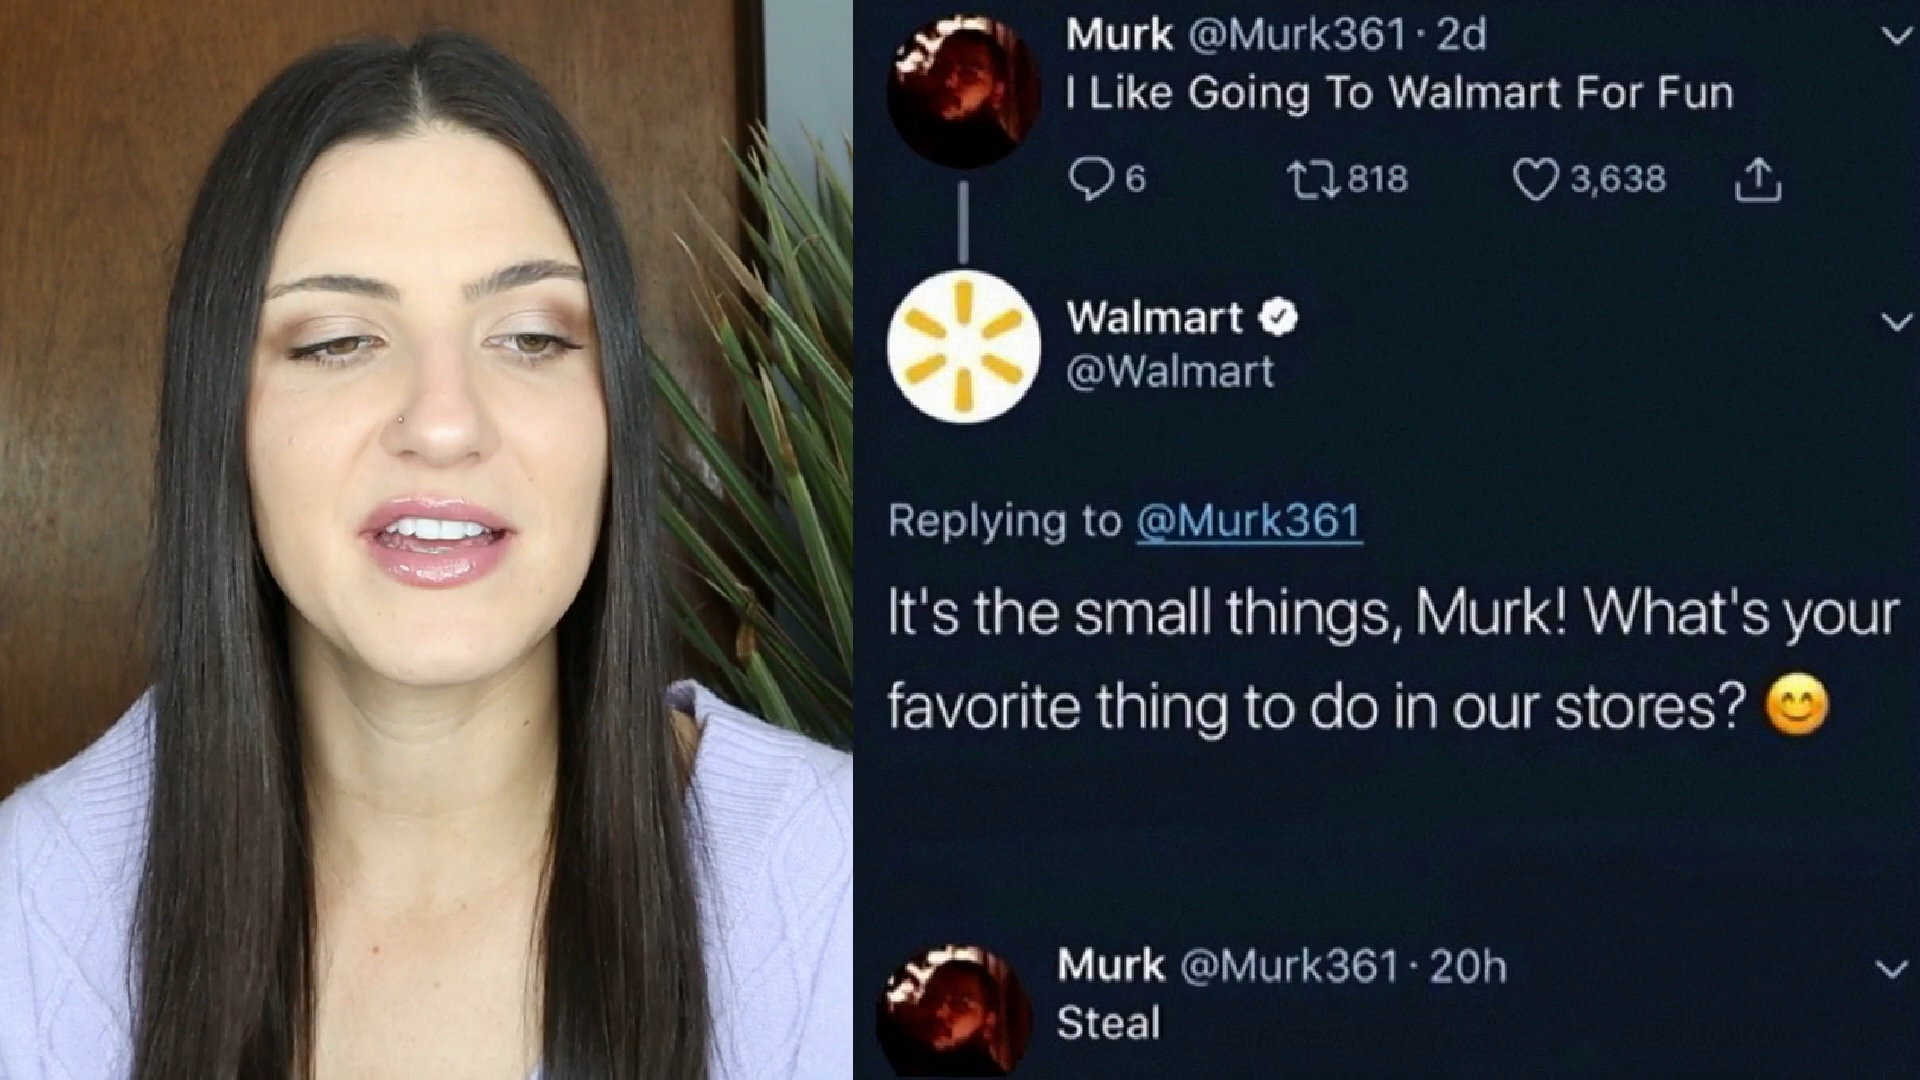 Murk @Murk361 · 2d
I Like Going To Walmart For Fun
6 818 3,638
Walmart
@Walmart
Replying to @Murk361
It's the small things, Murk! What's your
favorite thing to do in our stores? 😊
Murk @Murk361 · 20h
Steal